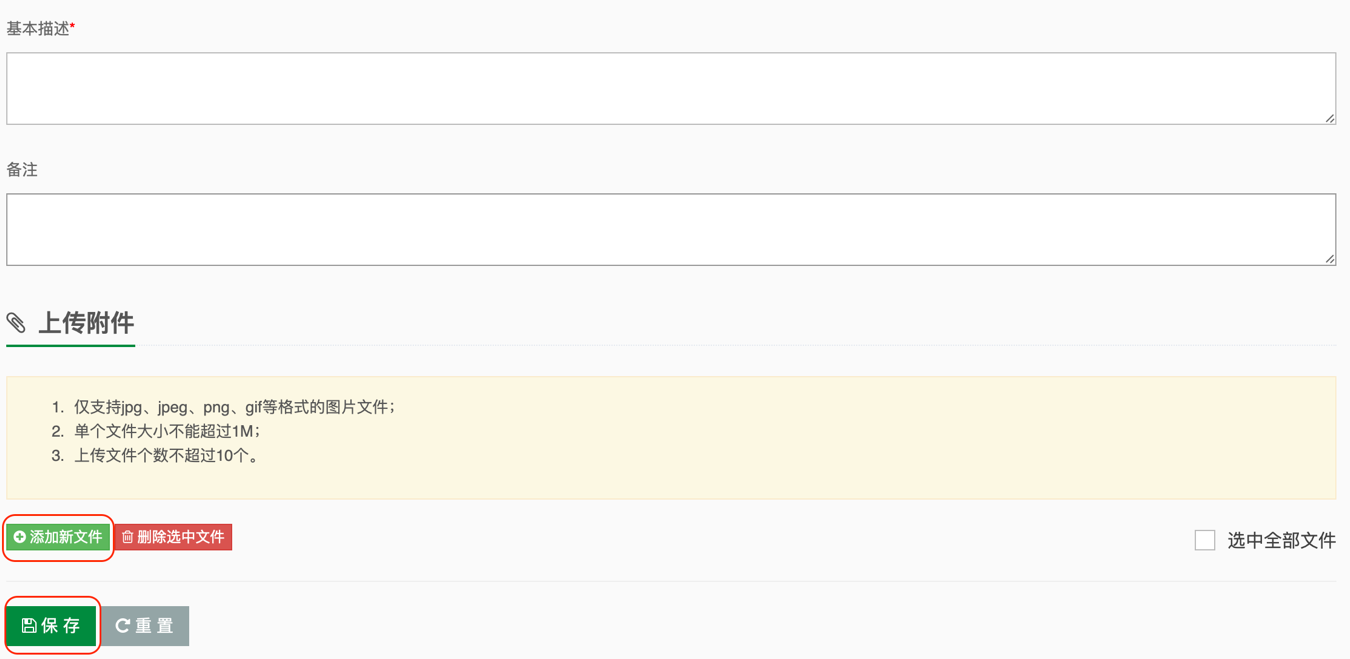 基本描述*
备注
上传附件
1. 仅支持jpg、jpeg、png、gif等格式的图片文件；
2. 单个文件大小不能超过1M；
3. 上传文件个数不超过10个。
添加新文件 删除选中文件 选中全部文件
保 存 重 置